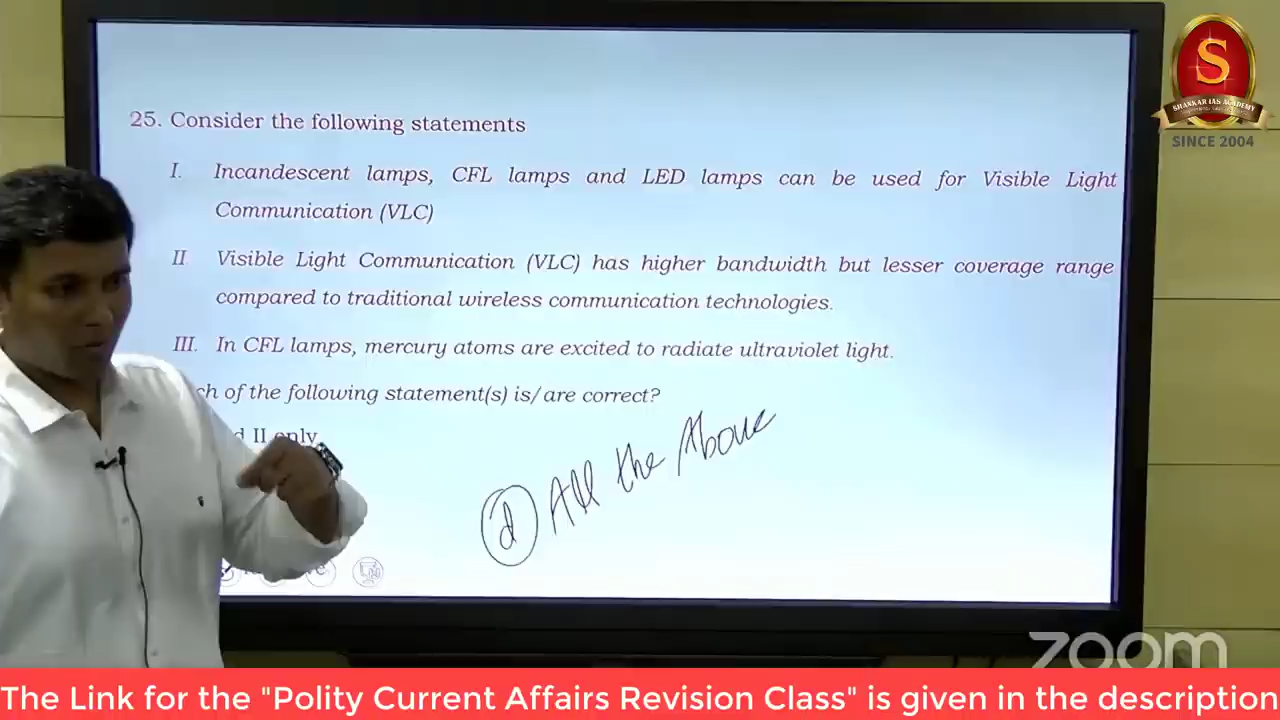 25. Consider the following statements
I. Incandescent lamps, CFL lamps and LED lamps can be used for Visible Light
Communication (VLC)
II Visible Light Communication (VLC) has higher bandwidth but lesser coverage range
compared to traditional wireless communication technologies.
III. In CFL lamps, mercury atoms are excited to radiate ultraviolet light.
ch of the following statement(s) is/are correct?
d II only
d All the Above
S
SHANKAR IAS ACADEMY
SINCE 2004
zoom
The Link for the "Polity Current Affairs Revision Class" is given in the description